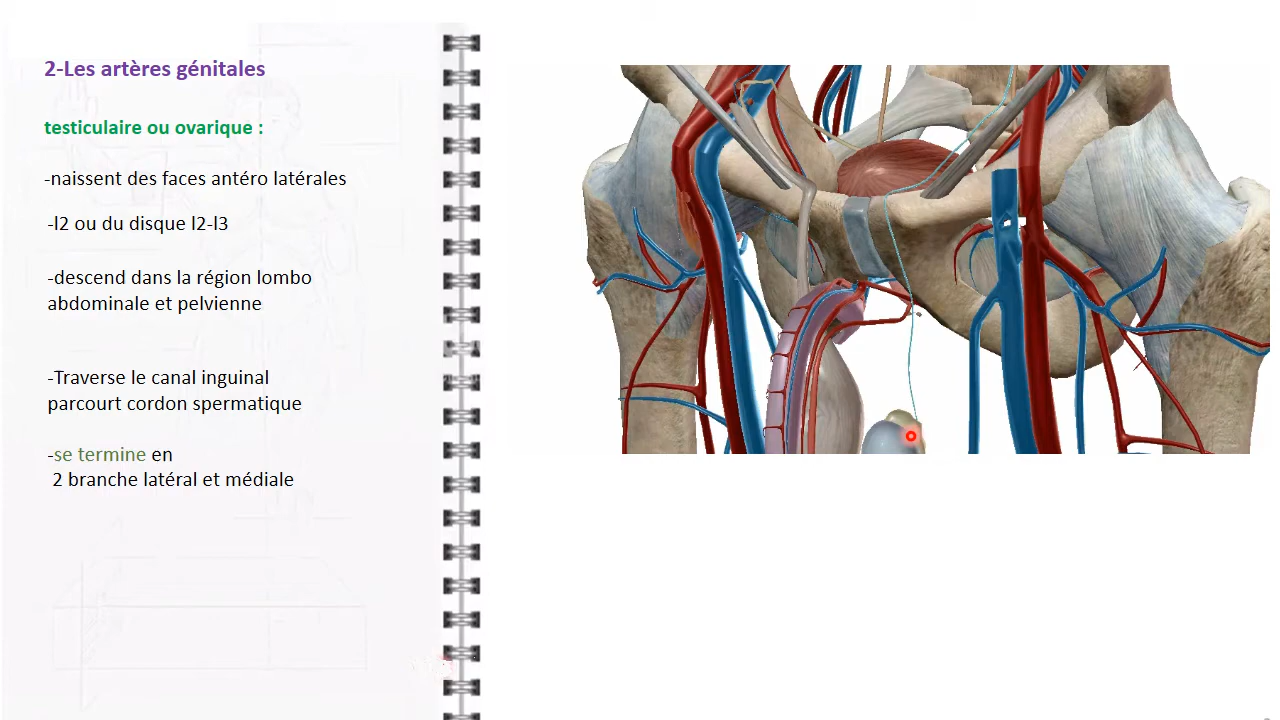 2-Les artères génitales
testiculaire ou ovarique :
-naissent des faces antéro latérales
-l2 ou du disque l2-l3
-descend dans la région lombo
abdominale et pelvienne
-Traverse le canal inguinal
parcourt cordon spermatique
-se termine en
2 branche latéral et médiale